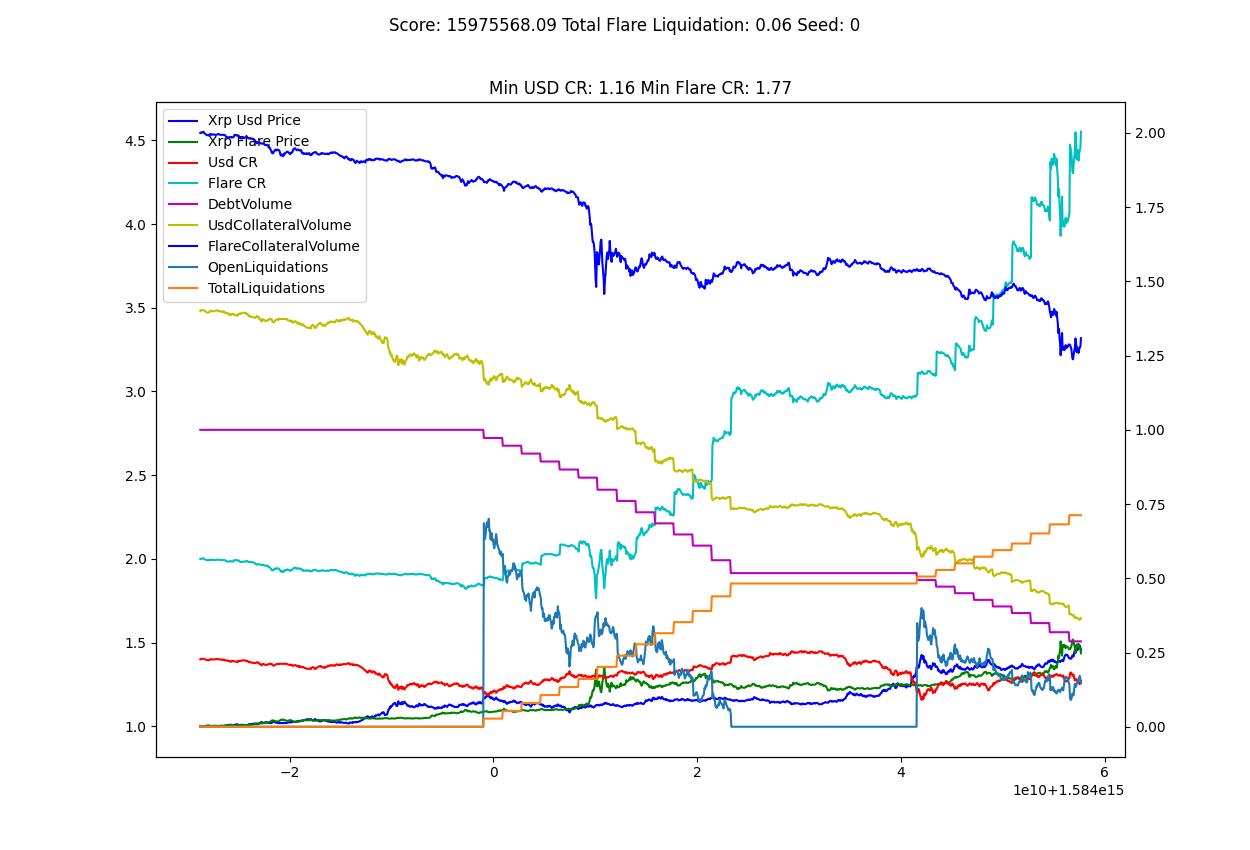 Score: 15975568.09 Total Flare Liquidation: 0.06 Seed: 0
Min USD CR: 1.16 Min Flare CR: 1.77
Xrp Usd Price
Xrp Flare Price
Usd CR
Flare CR
DebtVolume
UsdCollateralVolume
FlareCollateralVolume
OpenLiquidations
TotalLiquidations
4.5
4.0
3.5
3.0
2.5
2.0
1.5
1.0
2.00
1.75
1.50
1.25
1.00
0.75
0.50
0.25
0.00
−2 0 2 4 6
1e10+1.584e15